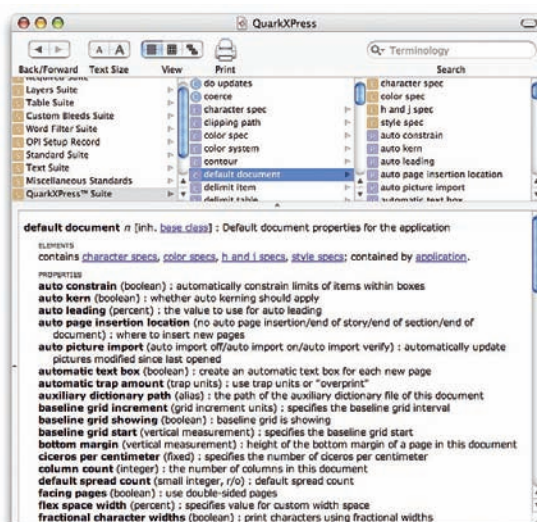 QuarkXPress
A A
Q- Terminology
Back/Forward Text Size View Print Search
Layers Suite
Table Suite
Custom Bleeds Suite
Word Filter Suite
OPI Setup Record
Standard Suite
Text Suite
Miscellaneous Standards
QuarkXPress™ Suite
do updates
coerce
character spec
clipping path
color spec
color system
contour
default document
delimit item
delimit table
character spec
color spec
h and j spec
style spec
auto constrain
auto kern
auto leading
auto page insertion location
auto picture import
automatic text box
default document n [inh. base class] : Default document properties for the application
ELEMENTS
contains character specs, color specs, h and j specs, style specs; contained by application.
PROPERTIES
auto constrain (boolean) : automatically constrain limits of items within boxes
auto kern (boolean) : whether auto kerning should apply
auto leading (percent) : the value to use for auto leading
auto page insertion location (no auto page insertion/end of story/end of section/end of
document) : where to insert new pages
auto picture import (auto import off/auto import on/auto verify) : automatically update
pictures modified since last opened
automatic text box (boolean) : create an automatic text box for each new page
automatic trap amount (trap units) : use trap units or "overprint"
auxiliary dictionary path (alias) : the path of the auxiliary dictionary file of this document
baseline grid increment (grid increment units) : specifies the baseline grid interval
baseline grid showing (boolean) : baseline grid is showing
baseline grid start (vertical measurement) : specifies the baseline grid start
bottom margin (vertical measurement) : height of the bottom margin of a page in this document
ciceros per centimeter (fixed) : specifies the number of ciceros per centimeter
column count (integer) : the number of columns in this document
default spread count (small integer, r/o) : default spread count
facing pages (boolean) : use double-sided pages
flex space width (percent) : specifies value for custom width space
fractional character widths (boolean) : print characters using fractional widths